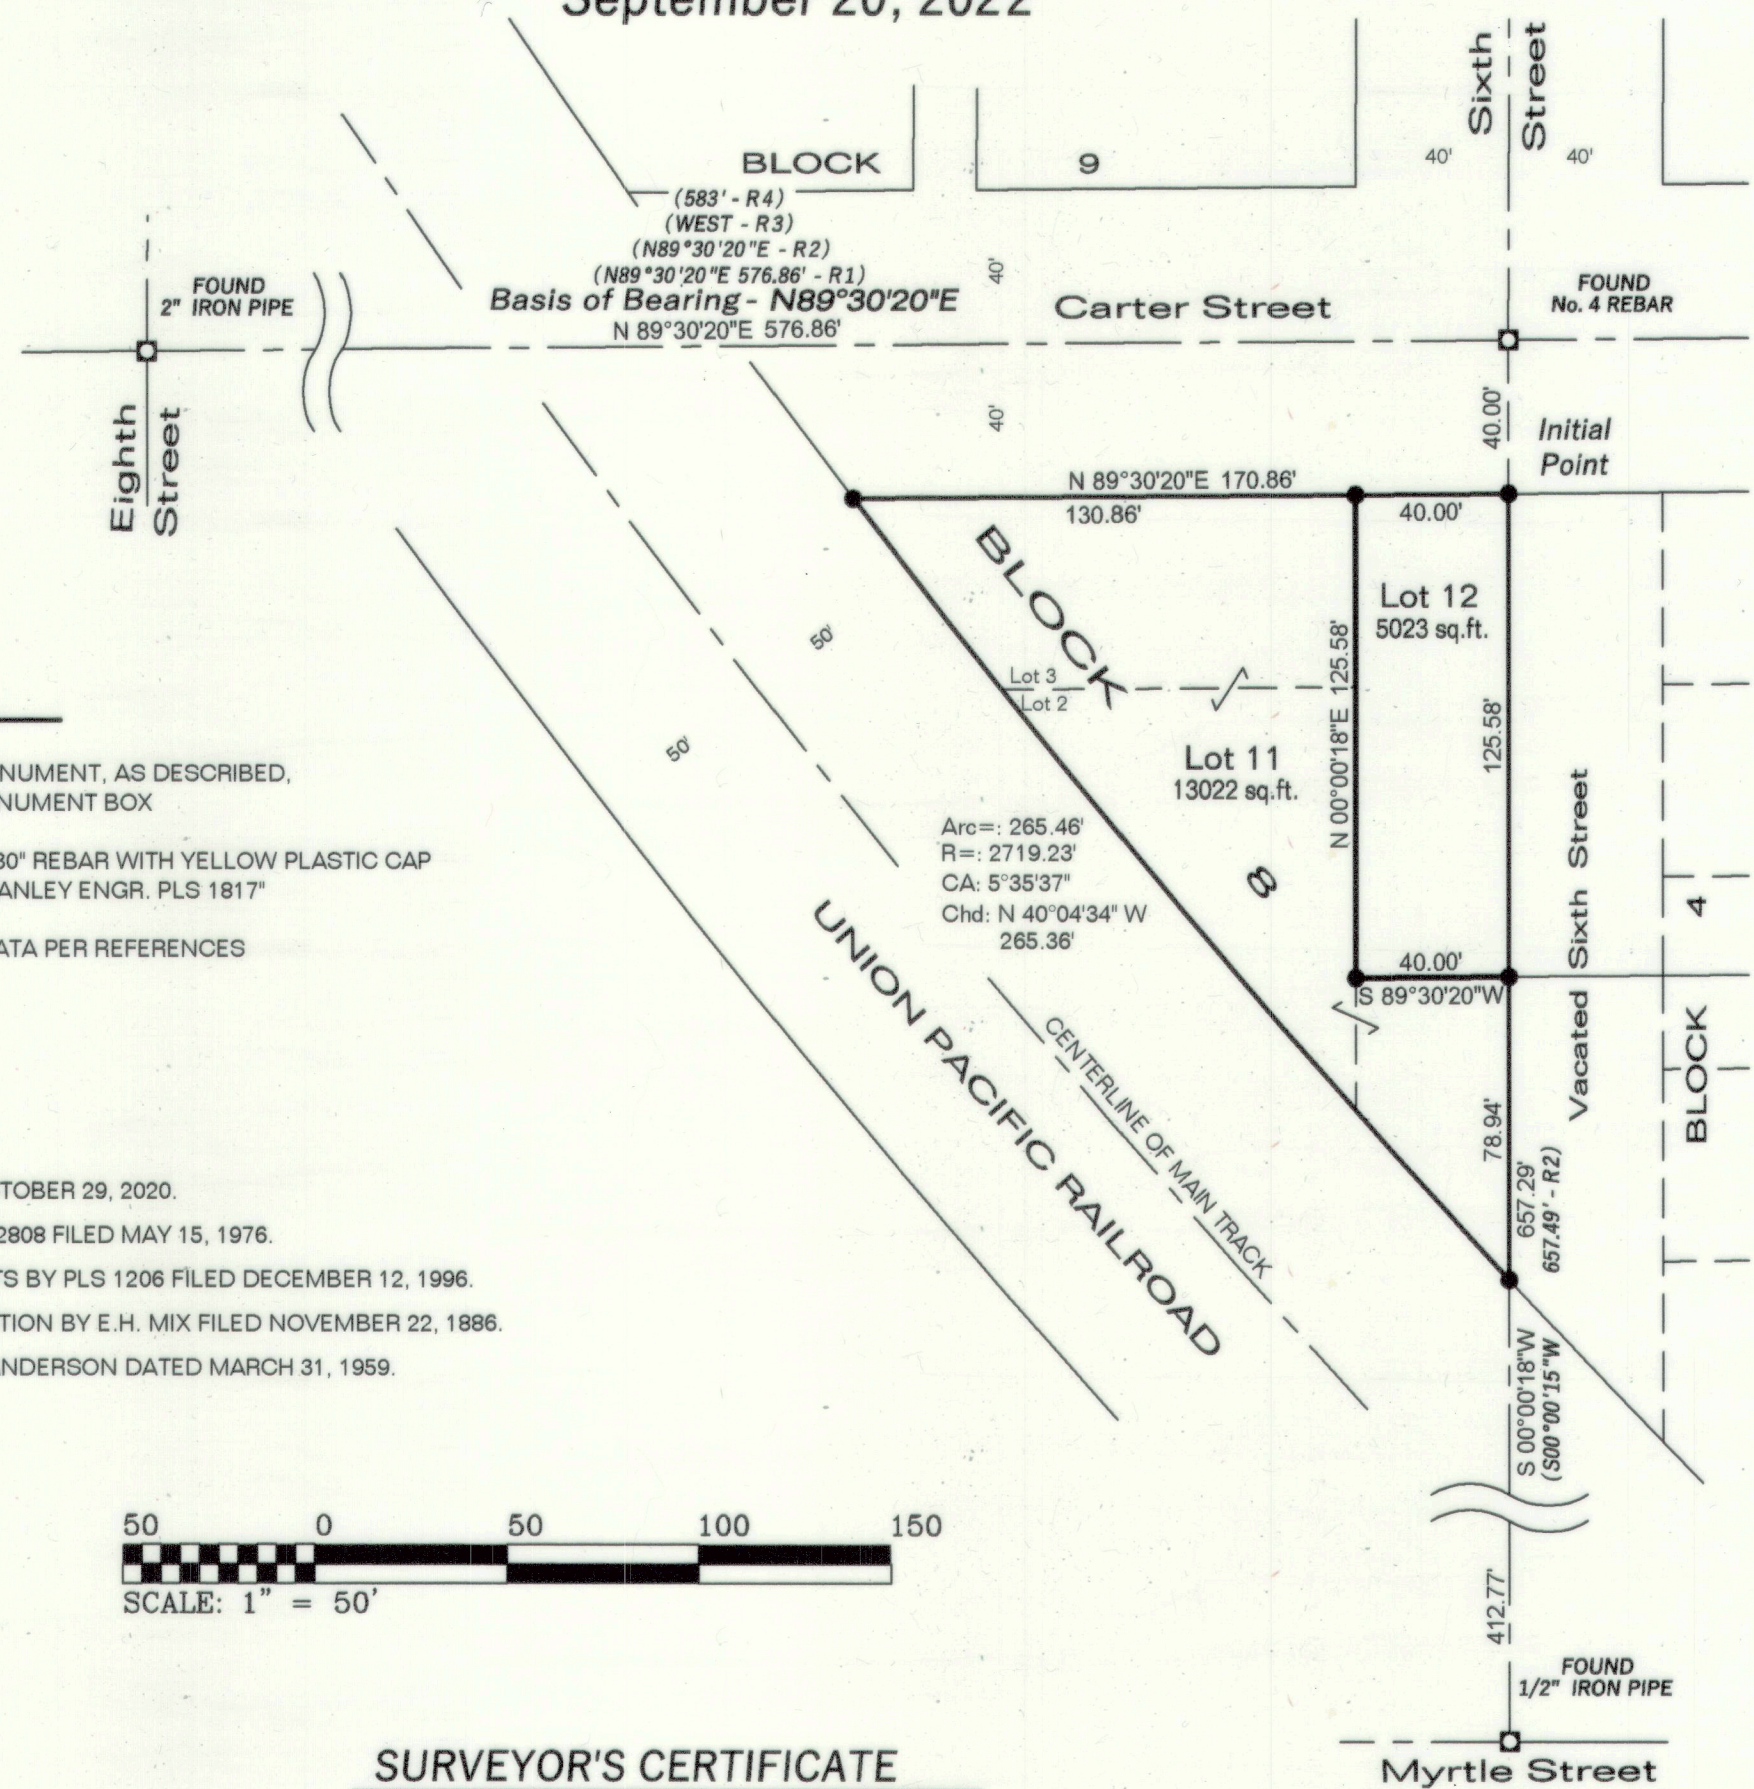 September 20, 2022
Sixth
Street
BLOCK 9
40'
40'
(583' - R4)
(WEST - R3)
(N89°30'20"E - R2)
(N89°30'20"E 576.86' - R1)
Basis of Bearing - N89°30'20"E
N 89°30'20"E 576.86'
FOUND
2" IRON PIPE
40'
Carter Street
FOUND
No. 4 REBAR
Eighth
Street
40'
40.00'
Initial
Point
N 89°30'20"E 170.86'
130.86'
40.00'
BLOCK
8
Lot 12
5023 sq.ft.
50'
50'
Lot 3
Lot 2
N 00°00'18"E 125.58'
125.58'
Lot 11
13022 sq.ft.
Arc=: 265.46'
R=: 2719.23'
CA: 5°35'37"
Chd: N 40°04'34" W
265.36'
NUMENT, AS DESCRIBED,
NUMENT BOX
30" REBAR WITH YELLOW PLASTIC CAP
ANLEY ENGR. PLS 1817"
ATA PER REFERENCES
UNION PACIFIC RAILROAD
CENTERLINE OF MAIN TRACK
40.00'
S 89°30'20"W
Vacated Sixth Street
BLOCK 4
78.94'
657.29'
657.49' - R2)
S 00°00'18"W
(S00°00'15"W
TOBER 29, 2020.
2808 FILED MAY 15, 1976.
TS BY PLS 1206 FILED DECEMBER 12, 1996.
TION BY E.H. MIX FILED NOVEMBER 22, 1886.
NDERSON DATED MARCH 31, 1959.
50 0 50 100 150
SCALE: 1" = 50'
412.77'
FOUND
1/2" IRON PIPE
Myrtle Street
SURVEYOR'S CERTIFICATE